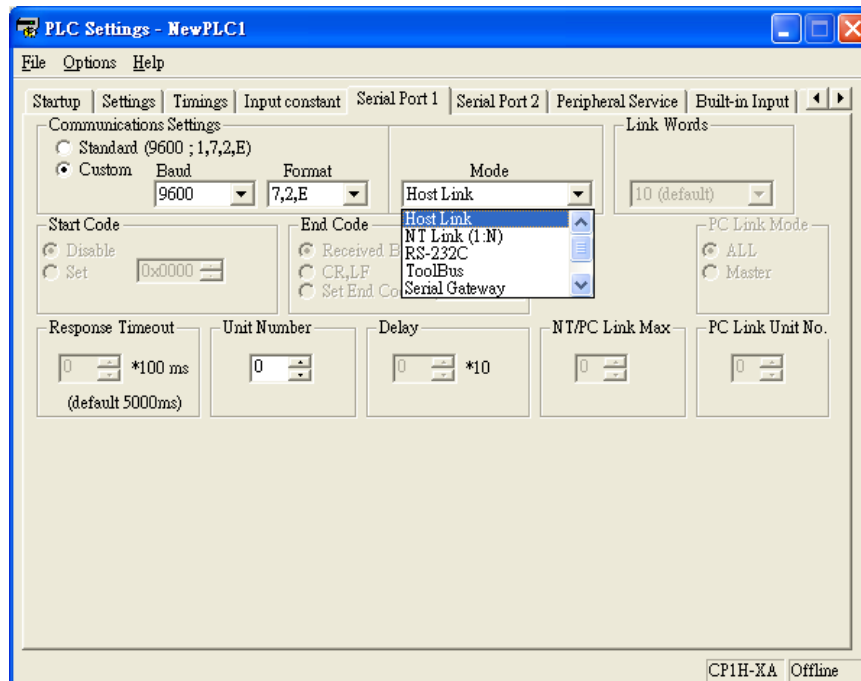 PLC Settings - NewPLC1
File Options Help
Startup Settings Timings Input constant Serial Port 1 Serial Port 2 Peripheral Service Built-in Input
Communications Settings
Standard (9600 ; 1,7,2,E)
Custom
Baud
9600
Format
7,2,E
Mode
Host Link
Host Link
NT Link (1:N)
RS-232C
ToolBus
Serial Gateway
Link Words
10 (default)
Start Code
Disable
Set
0x0000
End Code
Received
CR,LF
Set End
PC Link Mode
ALL
Master
Response Timeout
0 *100 ms
(default 5000ms)
Unit Number
0
Delay
0 *10
NT/PC Link Max
0
PC Link Unit No.
0
CP1H-XA Offline